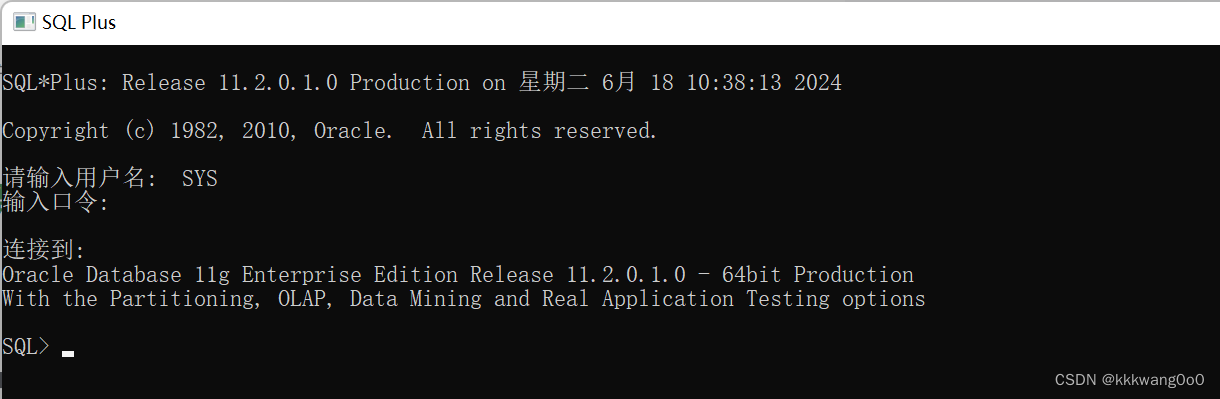 SQL Plus
SQL*Plus: Release 11.2.0.1.0 Production on 星期二 6月 18 10:38:13 2024
Copyright (c) 1982, 2010, Oracle.  All rights reserved.
请输入用户名:  SYS
输入口令:
连接到:
Oracle Database 11g Enterprise Edition Release 11.2.0.1.0 - 64bit Production
With the Partitioning, OLAP, Data Mining and Real Application Testing options
SQL>
CSDN @kkkwang0o0